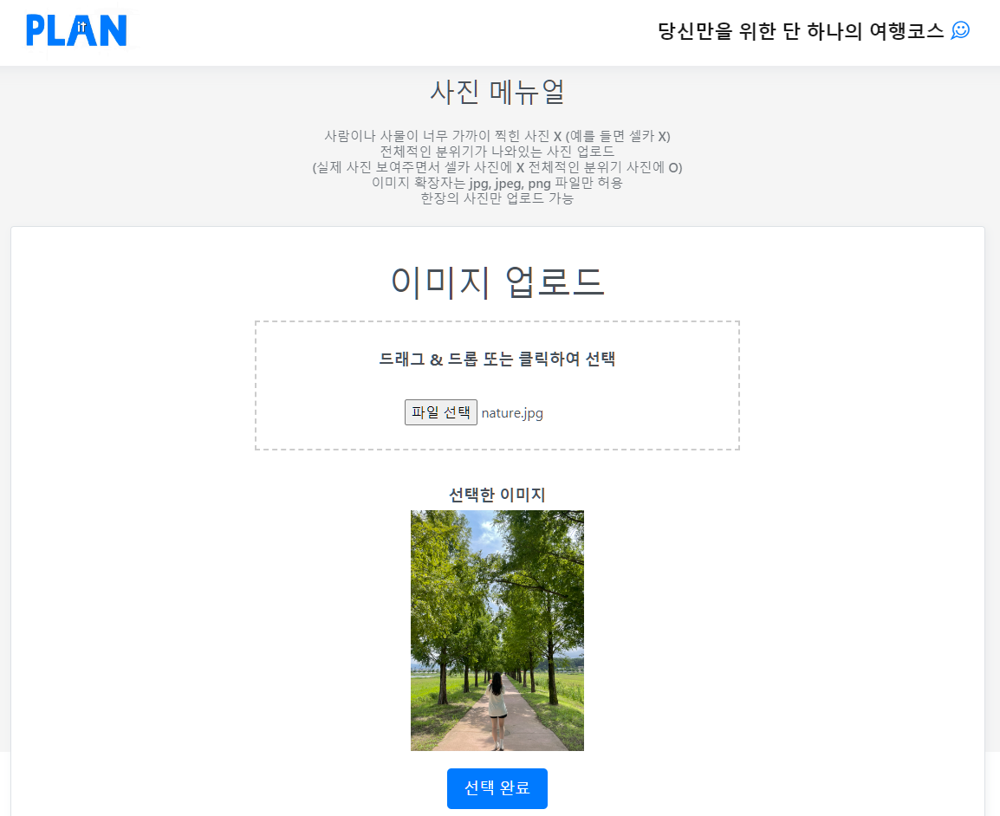 PLAN
it
당신만을 위한 단 하나의 여행코스
사진 메뉴얼
사람이나 사물이 너무 가까이 찍힌 사진 X (예를 들면 셀카 X)
전체적인 분위기가 나와있는 사진 업로드
(실제 사진 보여주면서 셀카 사진에 X 전체적인 분위기 사진에 O)
이미지 확장자는 jpg, jpeg, png 파일만 허용
한장의 사진만 업로드 가능
이미지 업로드
드래그 & 드롭 또는 클릭하여 선택
파일 선택 nature.jpg
선택한 이미지
선택 완료